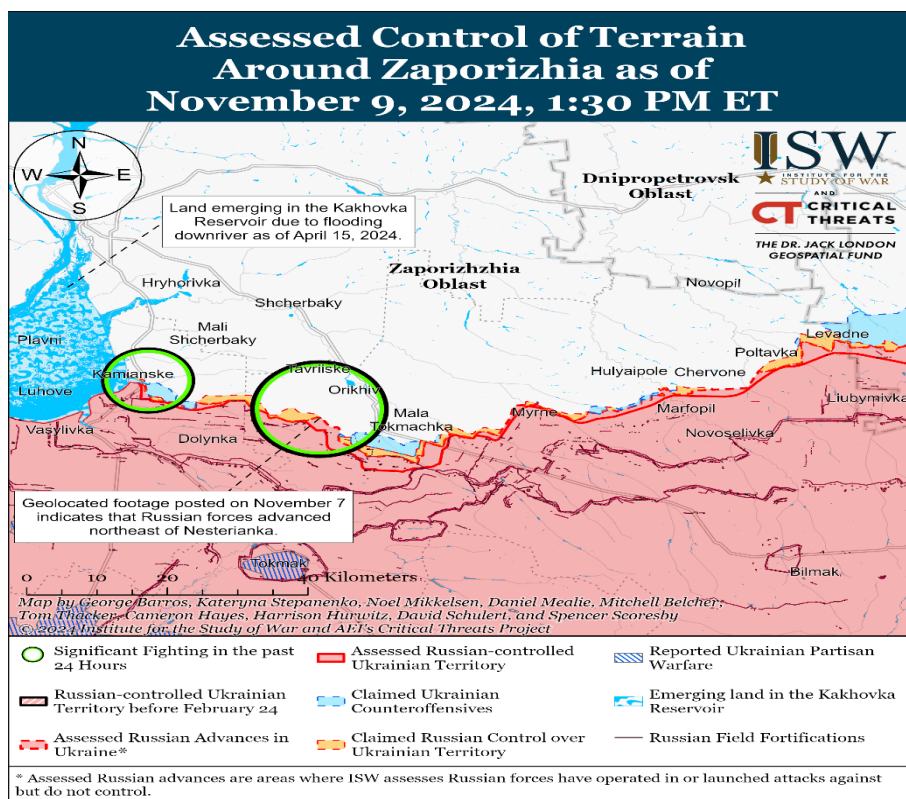 Assessed Control of Terrain
Around Zaporizhia as of
November 9, 2024, 1:30 PM ET
N
W
E
S
ISW
INSTITUTE FOR THE
STUDY OF WAR
AND
CT CRITICAL
THREATS
THE DR. JACK LONDON
GEOSPATIAL FUND
Dnipropetrovsk
Oblast
Land emerging in the Kakhovka
Reservoir due to flooding
downriver as of April 15, 2024.
Zaporizhzhia
Oblast
Hryhorivka
Novopil
Shcherbaky
Mali
Shcherbaky
Plavni
Levadne
Poltavka
Kamianske
Tavriiske
Hulyaipole
Chervone
Luhove
Orikhiv
Liubymivka
Mala
Tokmachka
Myrne
Marfopil
Vasylivka
Dolynka
Novoselivka
Geolocated footage posted on November 7
indicates that Russian forces advanced
northeast of Nesterianka.
Tokmak
Bilmak
0 10 20 40 Kilometers
Map by George Barros, Kateryna Stepanenko, Noel Mikkelsen, Daniel Mealie, Mitchell Belcher,
Tom Thacker, Cameron Hayes, Harrison Hurwitz, David Schulert, and Spencer Scoresby
© 2024 Institute for the Study of War and AEI's Critical Threats Project
Significant Fighting in the past
24 Hours
Assessed Russian-controlled
Ukrainian Territory
Reported Ukrainian Partisan
Warfare
Russian-controlled Ukrainian
Territory before February 24
Claimed Ukrainian
Counteroffensives
Emerging land in the Kakhovka
Reservoir
Assessed Russian Advances in
Ukraine*
Claimed Russian Control over
Ukrainian Territory
Russian Field Fortifications
* Assessed Russian advances are areas where ISW assesses Russian forces have operated in or launched attacks against
but do not control.